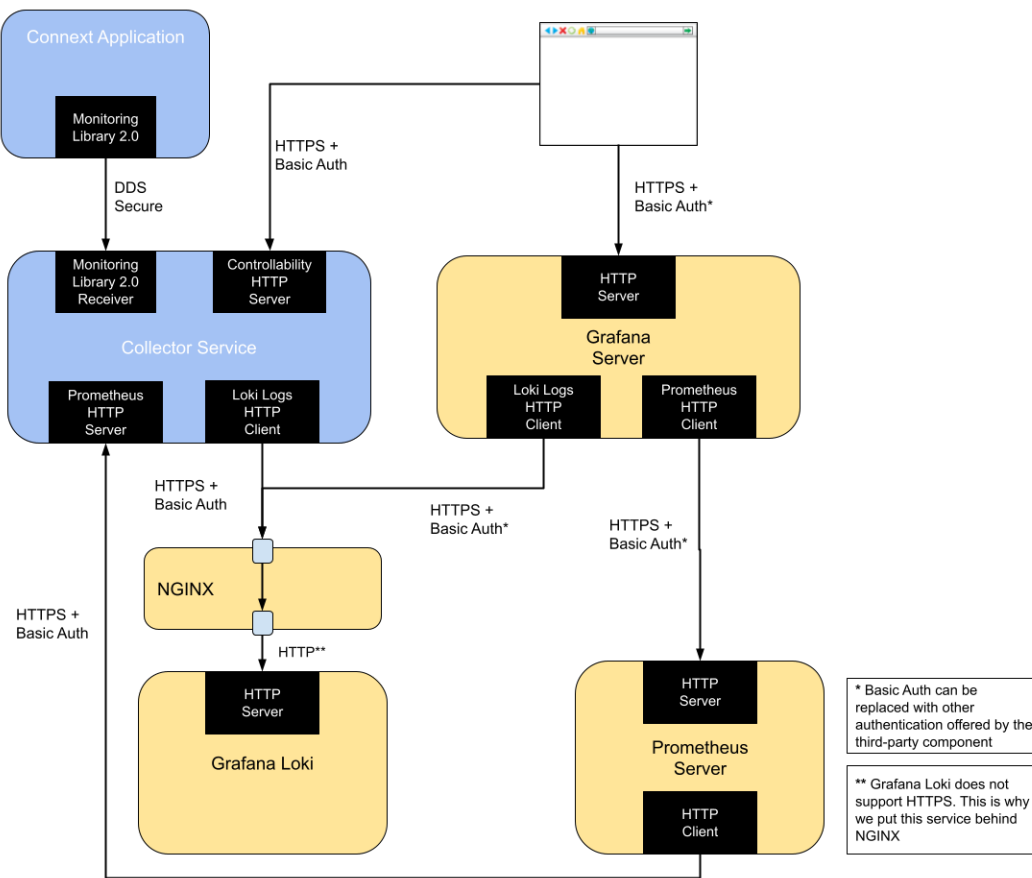 Connext Application
Monitoring
Library 2.0
DDS
Secure
HTTPS +
Basic Auth
HTTPS +
Basic Auth*
Monitoring
Library 2.0
Receiver
Controllability
HTTP
Server
Collector Service
Prometheus
HTTP
Server
Loki Logs
HTTP
Client
HTTP
Server
Grafana
Server
Loki Logs
HTTP
Client
Prometheus
HTTP
Client
HTTPS +
Basic Auth
HTTPS +
Basic Auth*
HTTPS +
Basic Auth*
NGINX
HTTPS +
Basic Auth
HTTP**
HTTP
Server
Grafana Loki
HTTP
Server
Prometheus
Server
HTTP
Client
* Basic Auth can be
replaced with other
authentication offered by the
third-party component
** Grafana Loki does not
support HTTPS. This is why
we put this service behind
NGINX